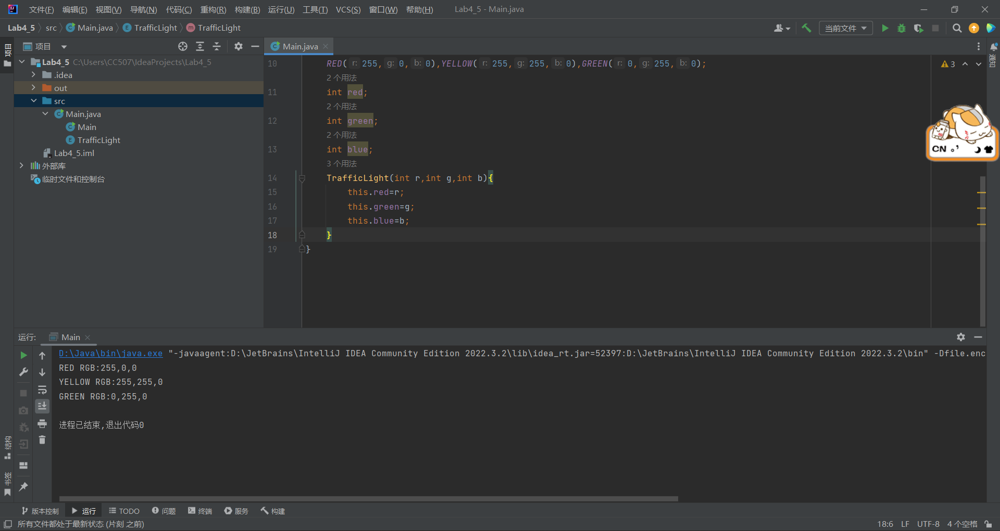 文件(F) 编辑(E) 视图(V) 导航(N) 代码(C) 重构(R) 构建(B) 运行(U) 工具(T) VCS(S) 窗口(W) 帮助(H) Lab4_5 - Main.java
Lab4_5 src Main.java TrafficLight TrafficLight
当前文件
项目
项目
Main.java
通知
Lab4_5 C:\Users\CC507\IdeaProjects\Lab4_5
.idea
out
src
Main.java
Main
TrafficLight
Lab4_5.iml
外部库
临时文件和控制台
10 RED( r: 255, g: 0, b: 0),YELLOW( r: 255, g: 255, b: 0),GREEN( r: 0, g: 255, b: 0);
3
2 个用法
11 int red;
2 个用法
12 int green;
2 个用法
13 int blue;
3 个用法
14 TrafficLight(int r,int g,int b){
15 this.red=r;
16 this.green=g;
17 this.blue=b;
18 }
19 }
CN 。’
运行: Main
D:\Java\bin\java.exe "-javaagent:D:\JetBrains\IntelliJ IDEA Community Edition 2022.3.2\lib\idea_rt.jar=52397:D:\JetBrains\IntelliJ IDEA Community Edition 2022.3.2\bin" -Dfile.enc
RED RGB:255,0,0
YELLOW RGB:255,255,0
GREEN RGB:0,255,0
进程已结束,退出代码0
结构
书签
版本控制 运行 TODO 问题 终端 服务 构建
所有文件都处于最新状态 (片刻 之前) 18:6 LF UTF-8 4 个空格